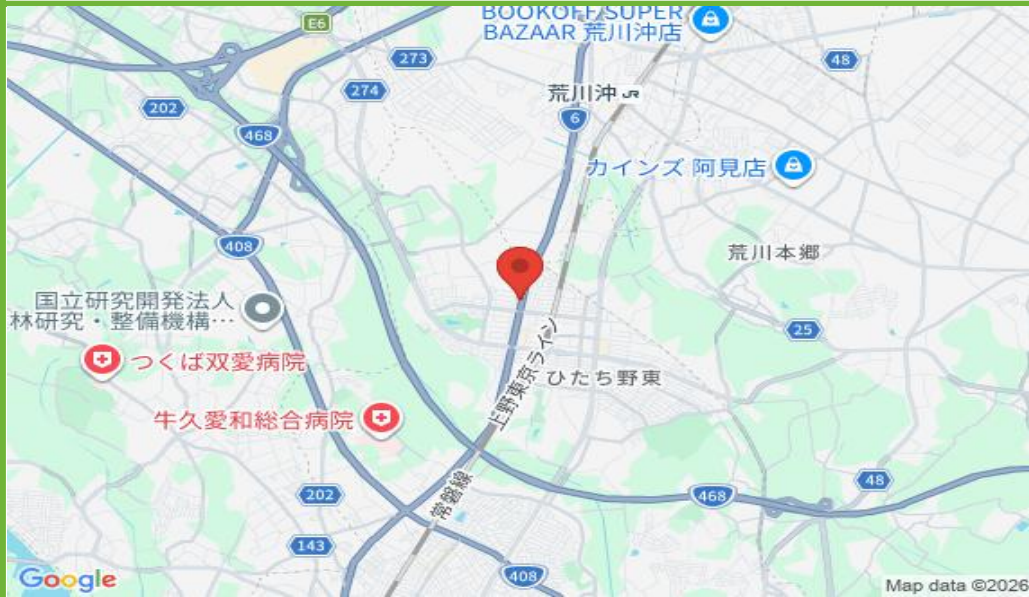 BOOKOFF SUPER
BAZAAR 荒川沖店
E6
273
48
274
荒川沖
202
6
468
カインズ 阿見店
408
荒川本郷
国立研究開発法人
林研究・整備機構…
25
つくば双愛病院
上野東京ライン
ひたち野東
牛久愛和総合病院
48
202
常磐線
468
143
408
Google
Map data ©2026